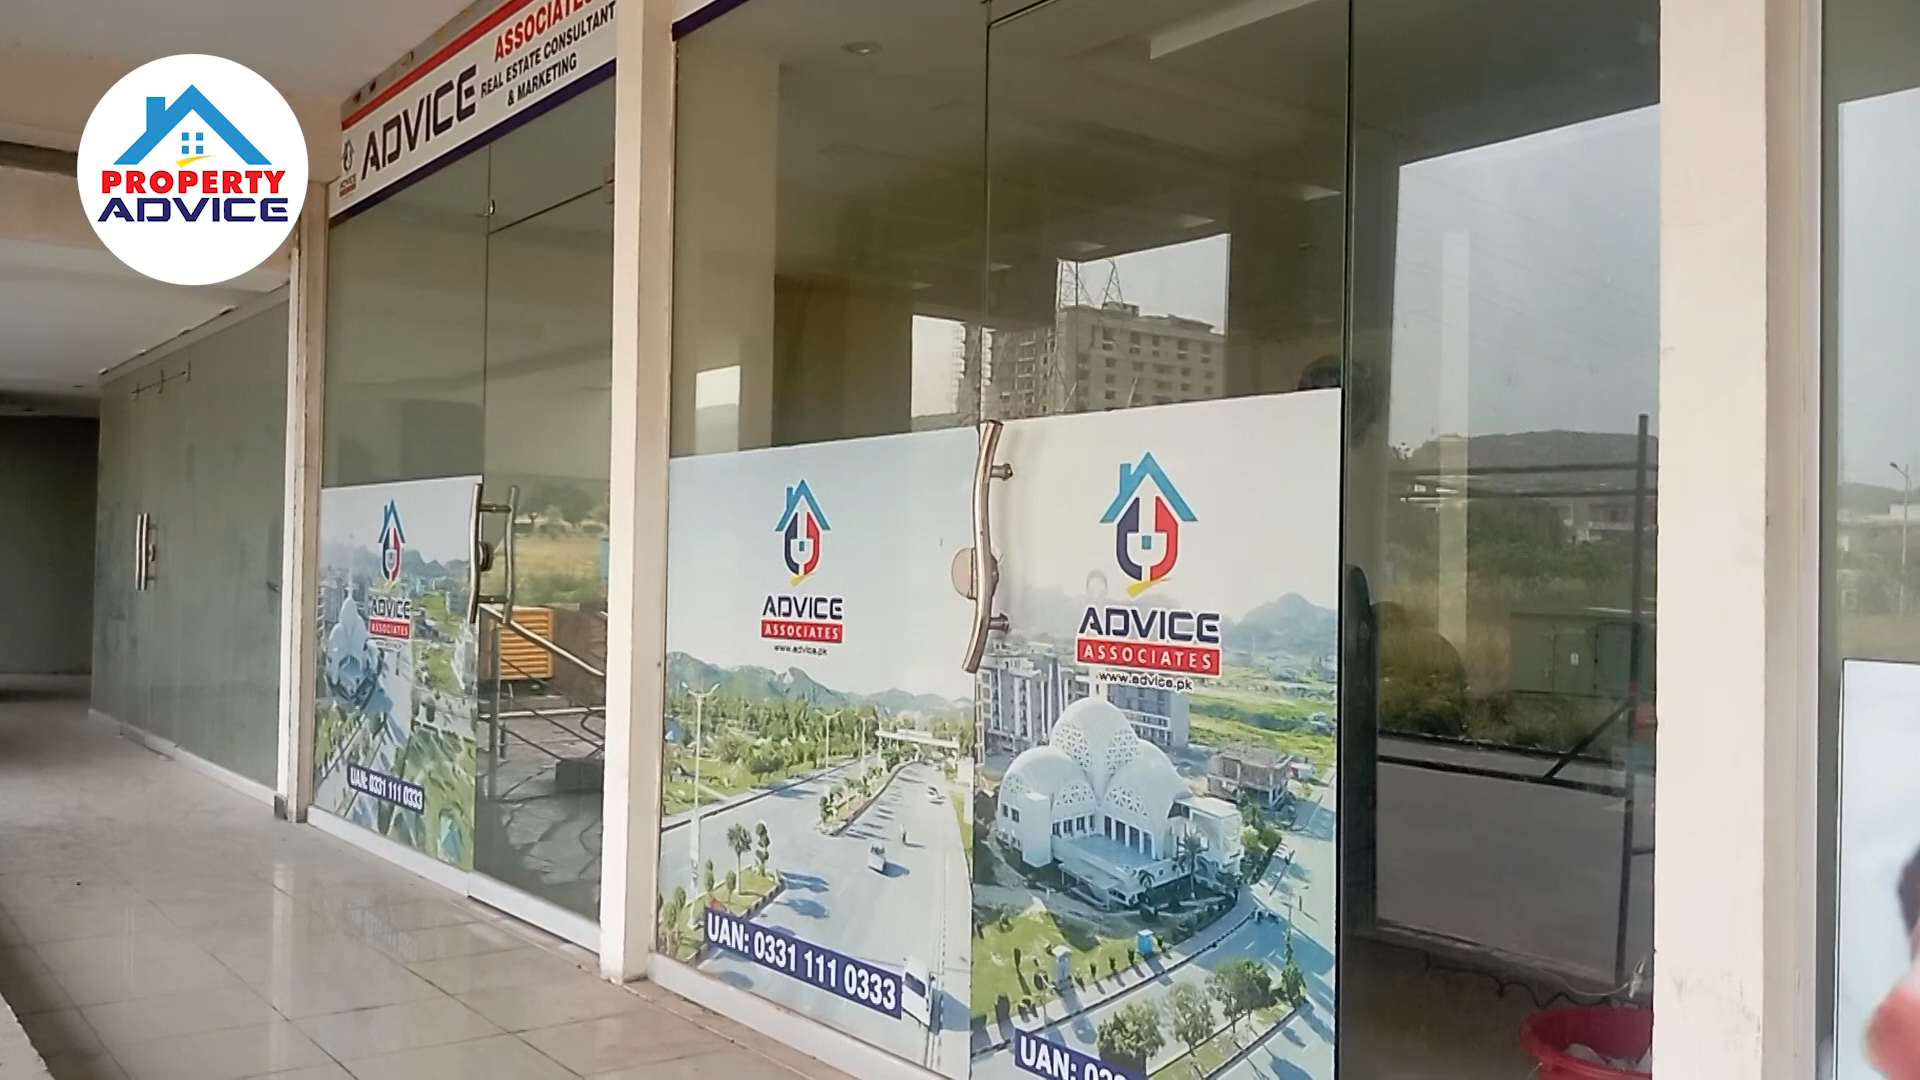 PROPERTY
ADVICE
ADVICE
ASSOCIATES
REAL ESTATE CONSULTANT
& MARKETING
ADVICE
ASSOCIATES
UAN: 0331 111 0333
ADVICE
ASSOCIATES
www.advice.pk
UAN: 0331 111 0333
ADVICE
ASSOCIATES
www.advice.pk
UAN: 033